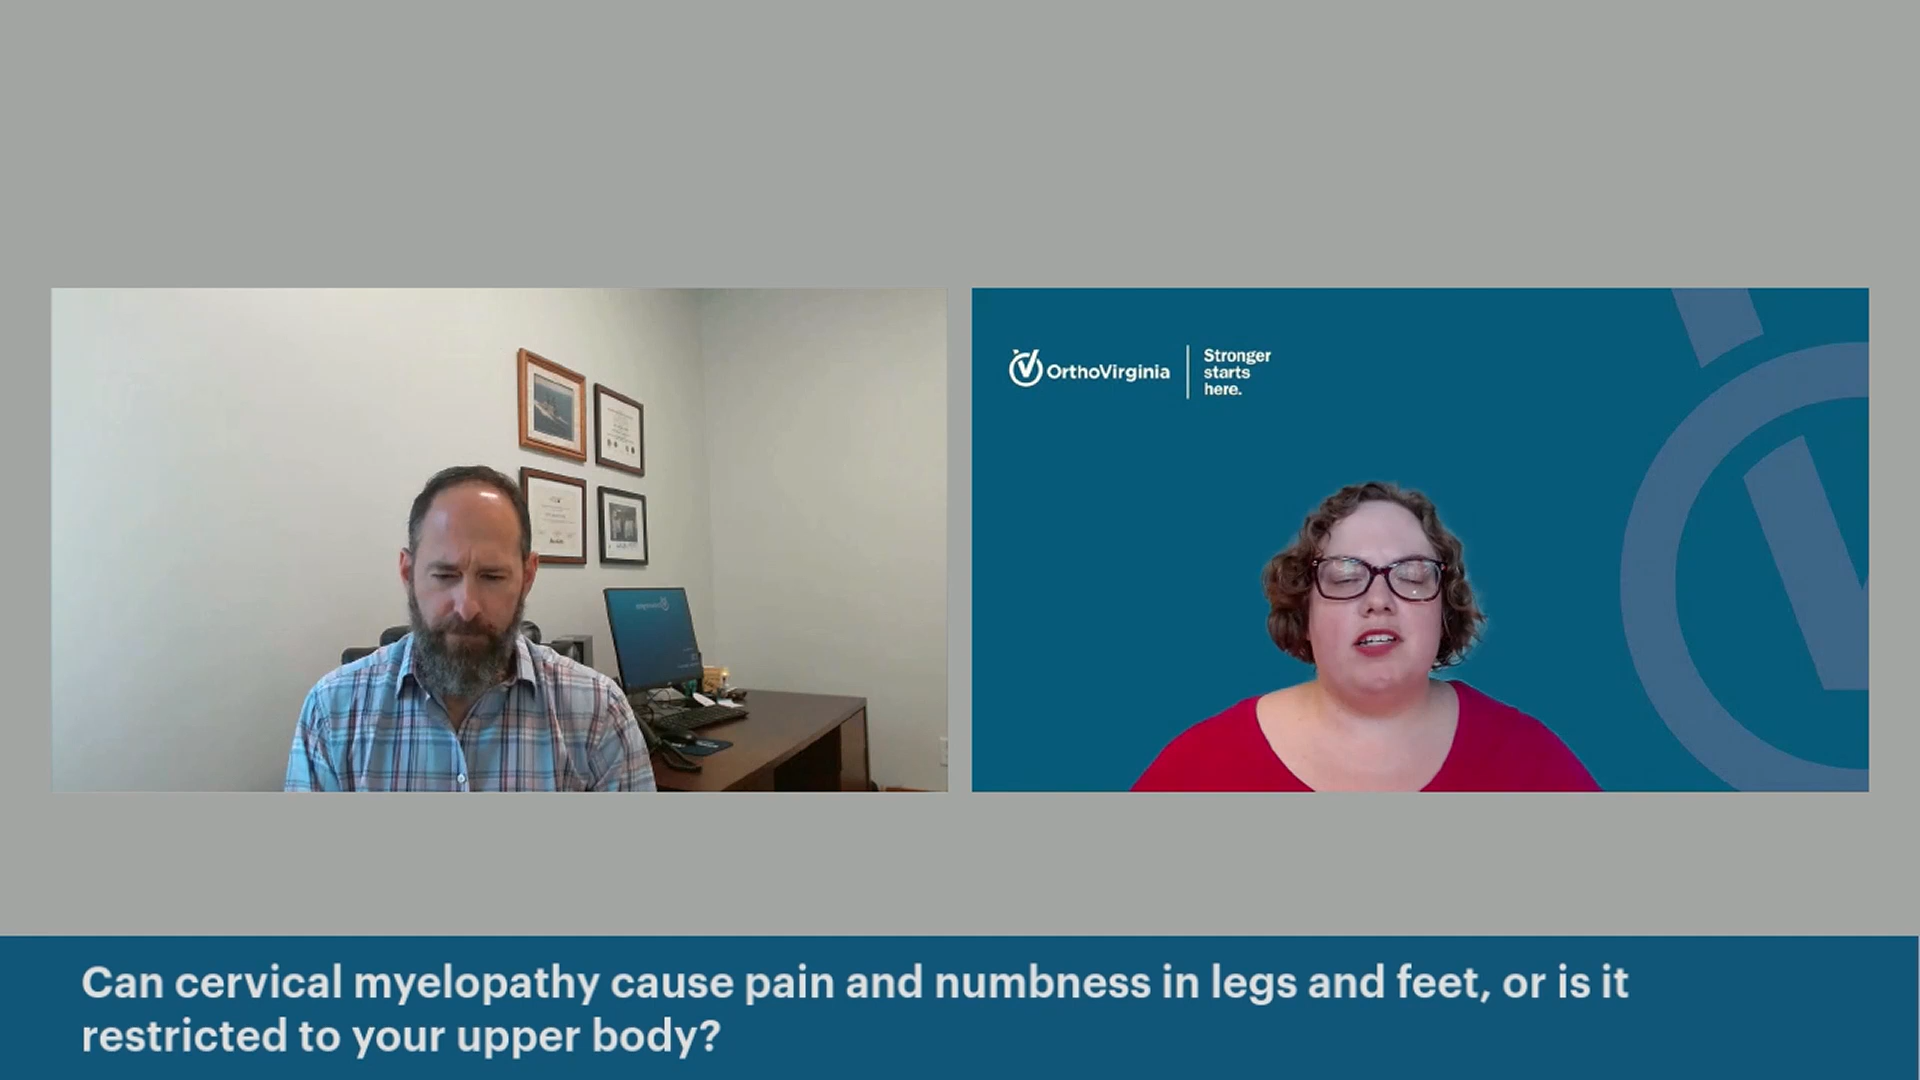 OrthoVirginia
Stronger
starts
here.
Can cervical myelopathy cause pain and numbness in legs and feet, or is it
restricted to your upper body?